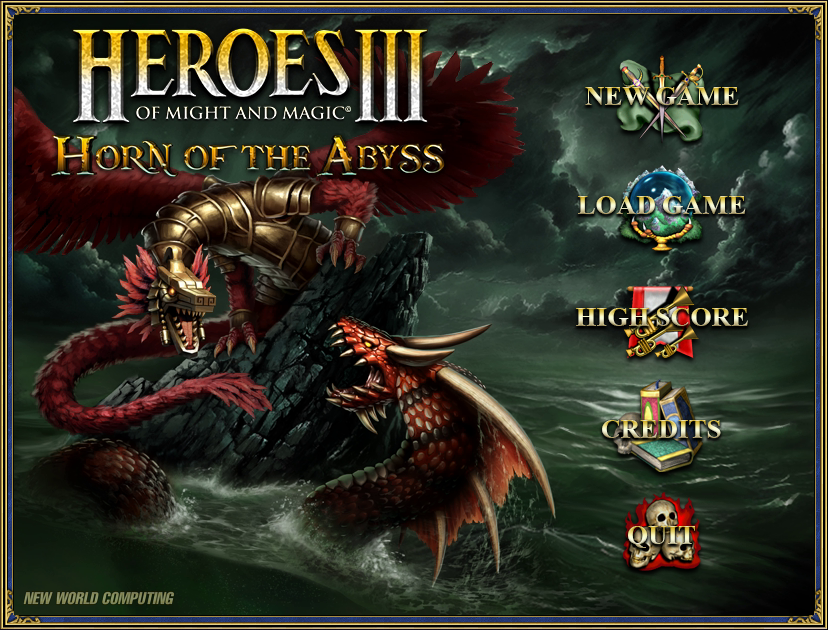 HEROES III
OF MIGHT AND MAGIC®
HORN OF THE ABYSS
NEW GAME
LOAD GAME
HIGH SCORE
CREDITS
QUIT
NEW WORLD COMPUTING